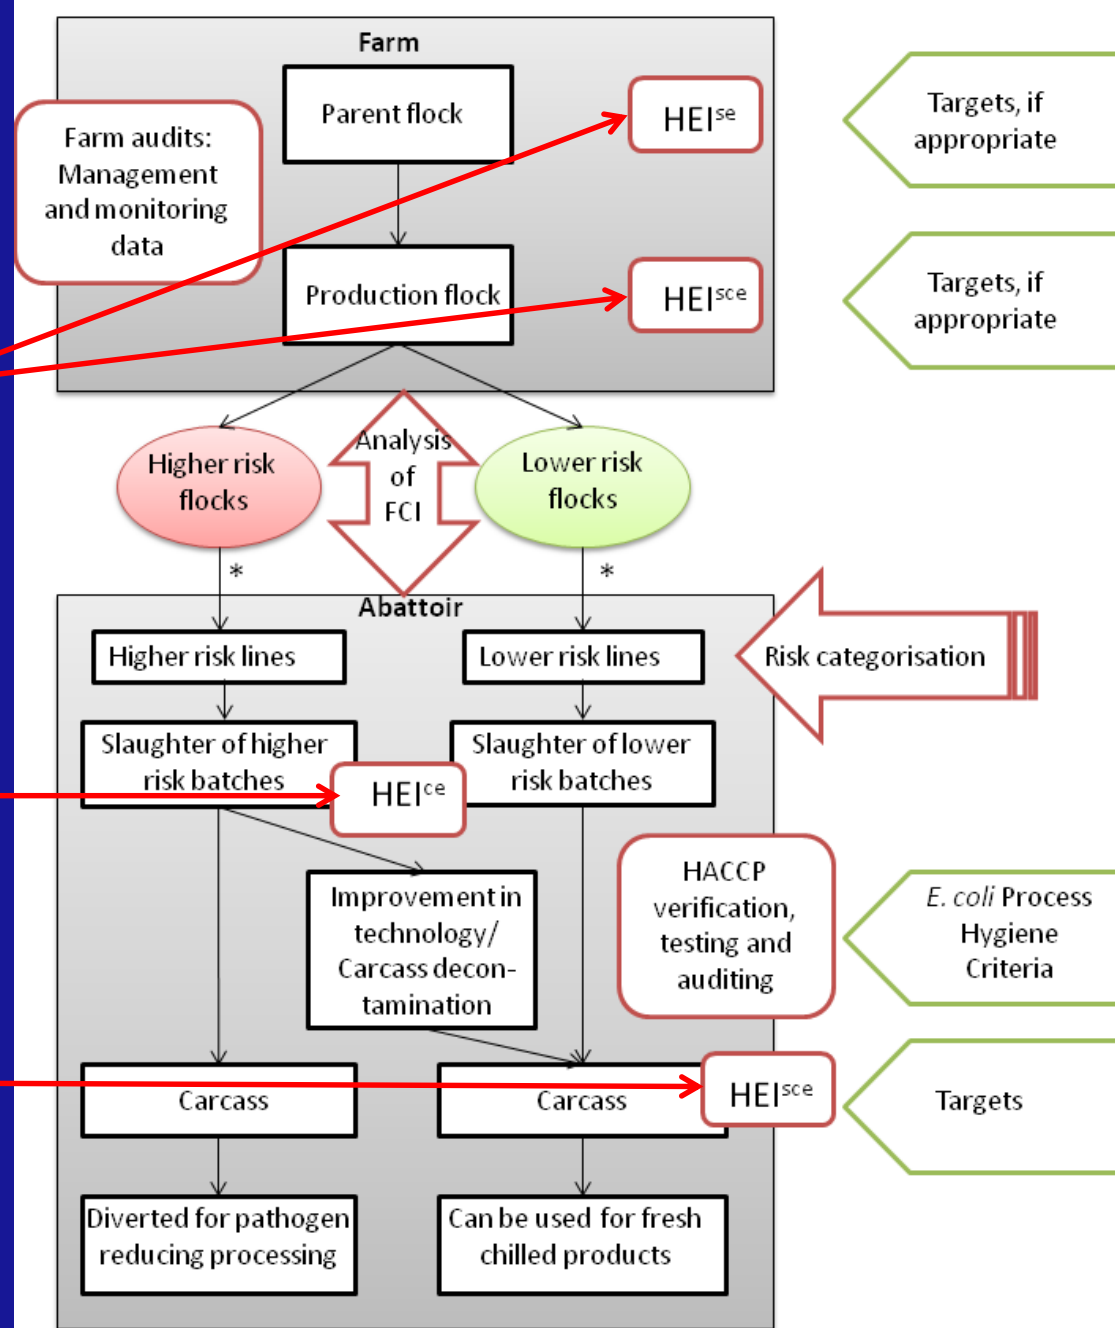 Farm
Parent flock
HEIse
Targets, if
appropriate
Farm audits:
Management
and monitoring
data
Production flock
HEIsce
Targets, if
appropriate
Higher risk
flocks
Analysis
of
FCI
Lower risk
flocks
*
*
Abattoir
Higher risk lines
Lower risk lines
Risk categorisation
Slaughter of higher
risk batches
HEIce
Slaughter of lower
risk batches
Improvement in
technology/
Carcass decon-
tamination
HACCP
verification,
testing and
auditing
E. coli Process
Hygiene
Criteria
Carcass
Carcass
HEIsce
Targets
Diverted for pathogen
reducing processing
Can be used for fresh
chilled products